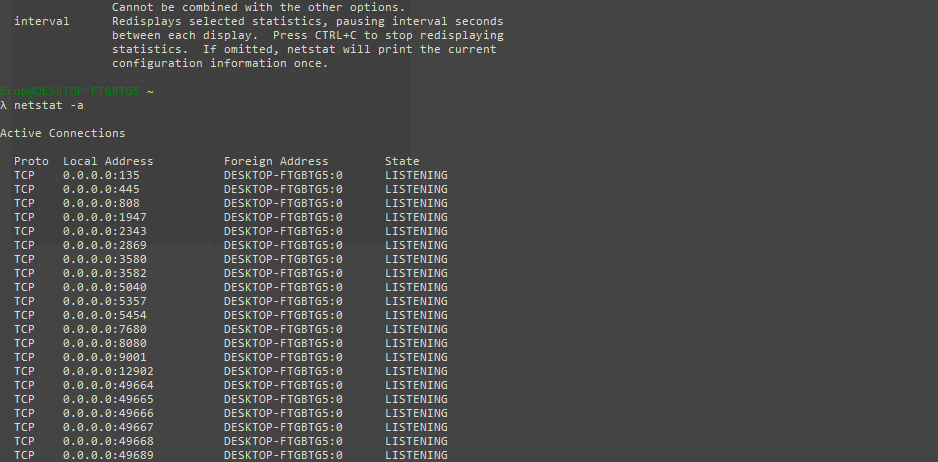 Cannot be combined with the other options.
interval Redisplays selected statistics, pausing interval seconds
between each display. Press CTRL+C to stop redisplaying
statistics. If omitted, netstat will print the current
configuration information once.
Егор@DESKTOP-FTGBTG5 ~
λ netstat -a
Active Connections
Proto Local Address Foreign Address State
TCP 0.0.0.0:135 DESKTOP-FTGBTG5:0 LISTENING
TCP 0.0.0.0:445 DESKTOP-FTGBTG5:0 LISTENING
TCP 0.0.0.0:808 DESKTOP-FTGBTG5:0 LISTENING
TCP 0.0.0.0:1947 DESKTOP-FTGBTG5:0 LISTENING
TCP 0.0.0.0:2343 DESKTOP-FTGBTG5:0 LISTENING
TCP 0.0.0.0:2869 DESKTOP-FTGBTG5:0 LISTENING
TCP 0.0.0.0:3580 DESKTOP-FTGBTG5:0 LISTENING
TCP 0.0.0.0:3582 DESKTOP-FTGBTG5:0 LISTENING
TCP 0.0.0.0:5040 DESKTOP-FTGBTG5:0 LISTENING
TCP 0.0.0.0:5357 DESKTOP-FTGBTG5:0 LISTENING
TCP 0.0.0.0:5454 DESKTOP-FTGBTG5:0 LISTENING
TCP 0.0.0.0:7680 DESKTOP-FTGBTG5:0 LISTENING
TCP 0.0.0.0:8080 DESKTOP-FTGBTG5:0 LISTENING
TCP 0.0.0.0:9001 DESKTOP-FTGBTG5:0 LISTENING
TCP 0.0.0.0:12902 DESKTOP-FTGBTG5:0 LISTENING
TCP 0.0.0.0:49664 DESKTOP-FTGBTG5:0 LISTENING
TCP 0.0.0.0:49665 DESKTOP-FTGBTG5:0 LISTENING
TCP 0.0.0.0:49666 DESKTOP-FTGBTG5:0 LISTENING
TCP 0.0.0.0:49667 DESKTOP-FTGBTG5:0 LISTENING
TCP 0.0.0.0:49668 DESKTOP-FTGBTG5:0 LISTENING
TCP 0.0.0.0:49689 DESKTOP-FTGBTG5:0 LISTENING